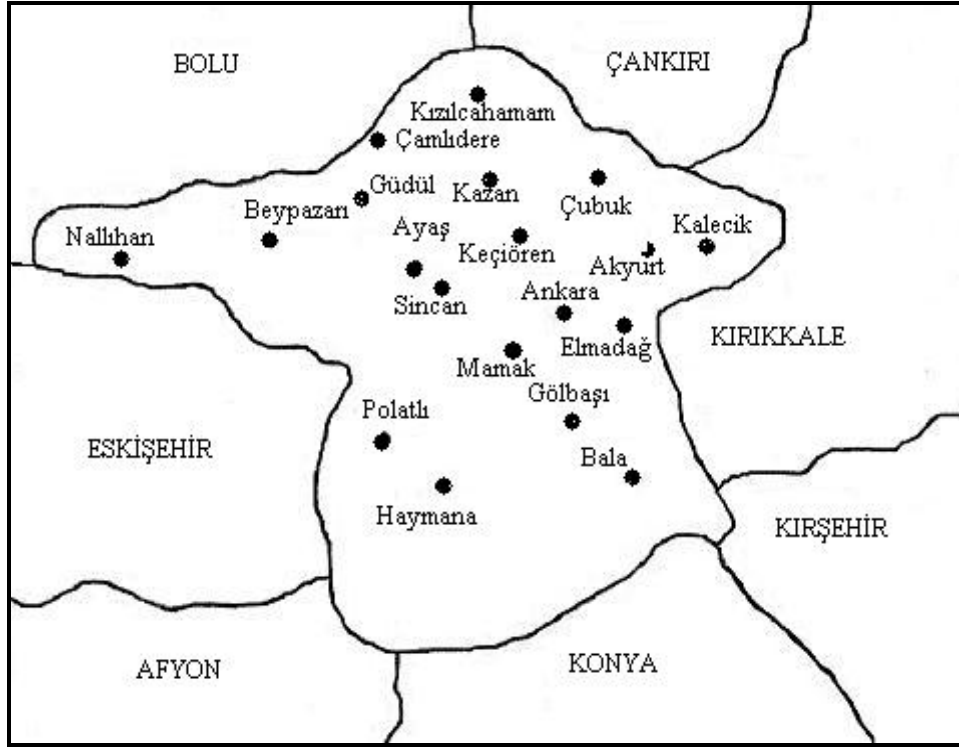 BOLU
ÇANKIRI
Kızılcahamam
Çamlıdere
Güdül
Kazan
Çubuk
Beypazarı
Ayaş
Nallıhan
Keçiören
Kalecik
Akyurt
Sincan
Ankara
Elmadağ
KIRIKKALE
Mamak
Gölbaşı
Polatlı
ESKİŞEHİR
Bala
Haymana
KIRŞEHİR
AFYON
KONYA